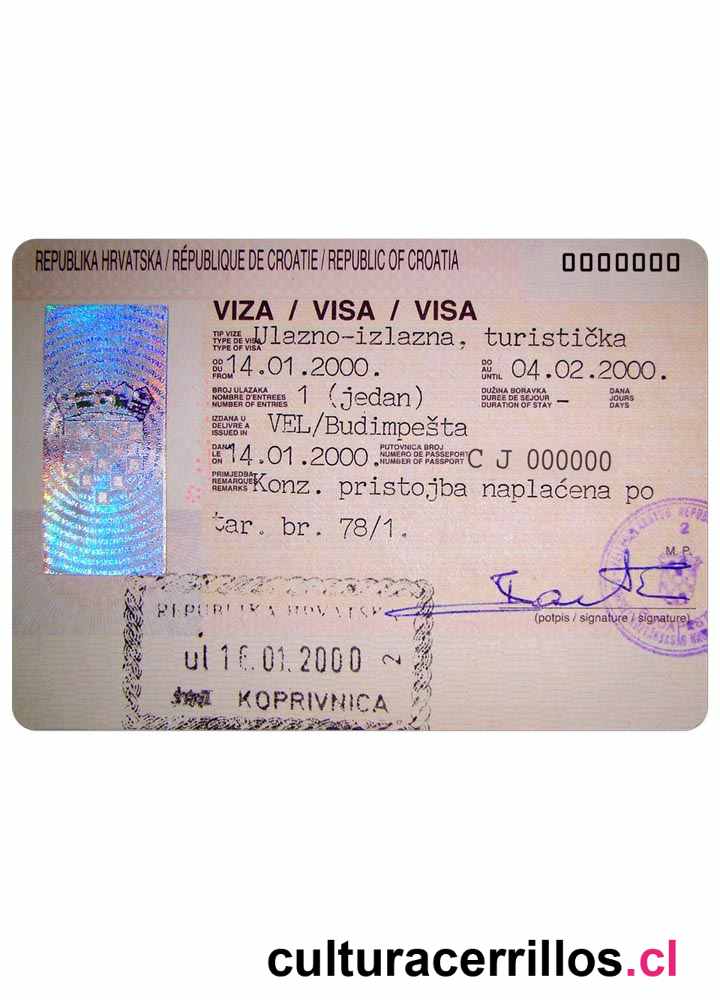 REPUBLIKA HRVATSKA / RÉPUBLIQUE DE CROATIE / REPUBLIC OF CROATIA 0000000
VIZA / VISA / VISA
TIP VIZE
TYPE DE VISA
TYPE OF VISA
Ulazno-izlazna, turistička
OD
DU
FROM
14.01.2000.
DO
AU
UNTIL
04.02.2000.
BROJ ULAZAKA
NOMBRE D'ENTREES
NUMBER OF ENTRIES
1 (jedan)
DUŽINA BORAVKA
DUREE DE SEJOUR
DURATION OF STAY
–
DANA
JOURS
DAYS
IZDANA U
DELIVRE A
ISSUED IN
VEL/Budimpešta
DANA
LE
ON
14.01.2000.
PUTOVNICA BROJ
NUMERO DE PASSEPORT
NUMBER OF PASSPORT
C J 000000
PRIMJEDBA
REMARQUES
REMARKS
Konz. pristojba naplaćena po
tar. br. 78/1.
2
M. P.
(potpis / signature / signature)
REPUBLIKA HRVATSKA
ul 16.01.2000 2
KOPRIVNICA
culturacerrillos.cl